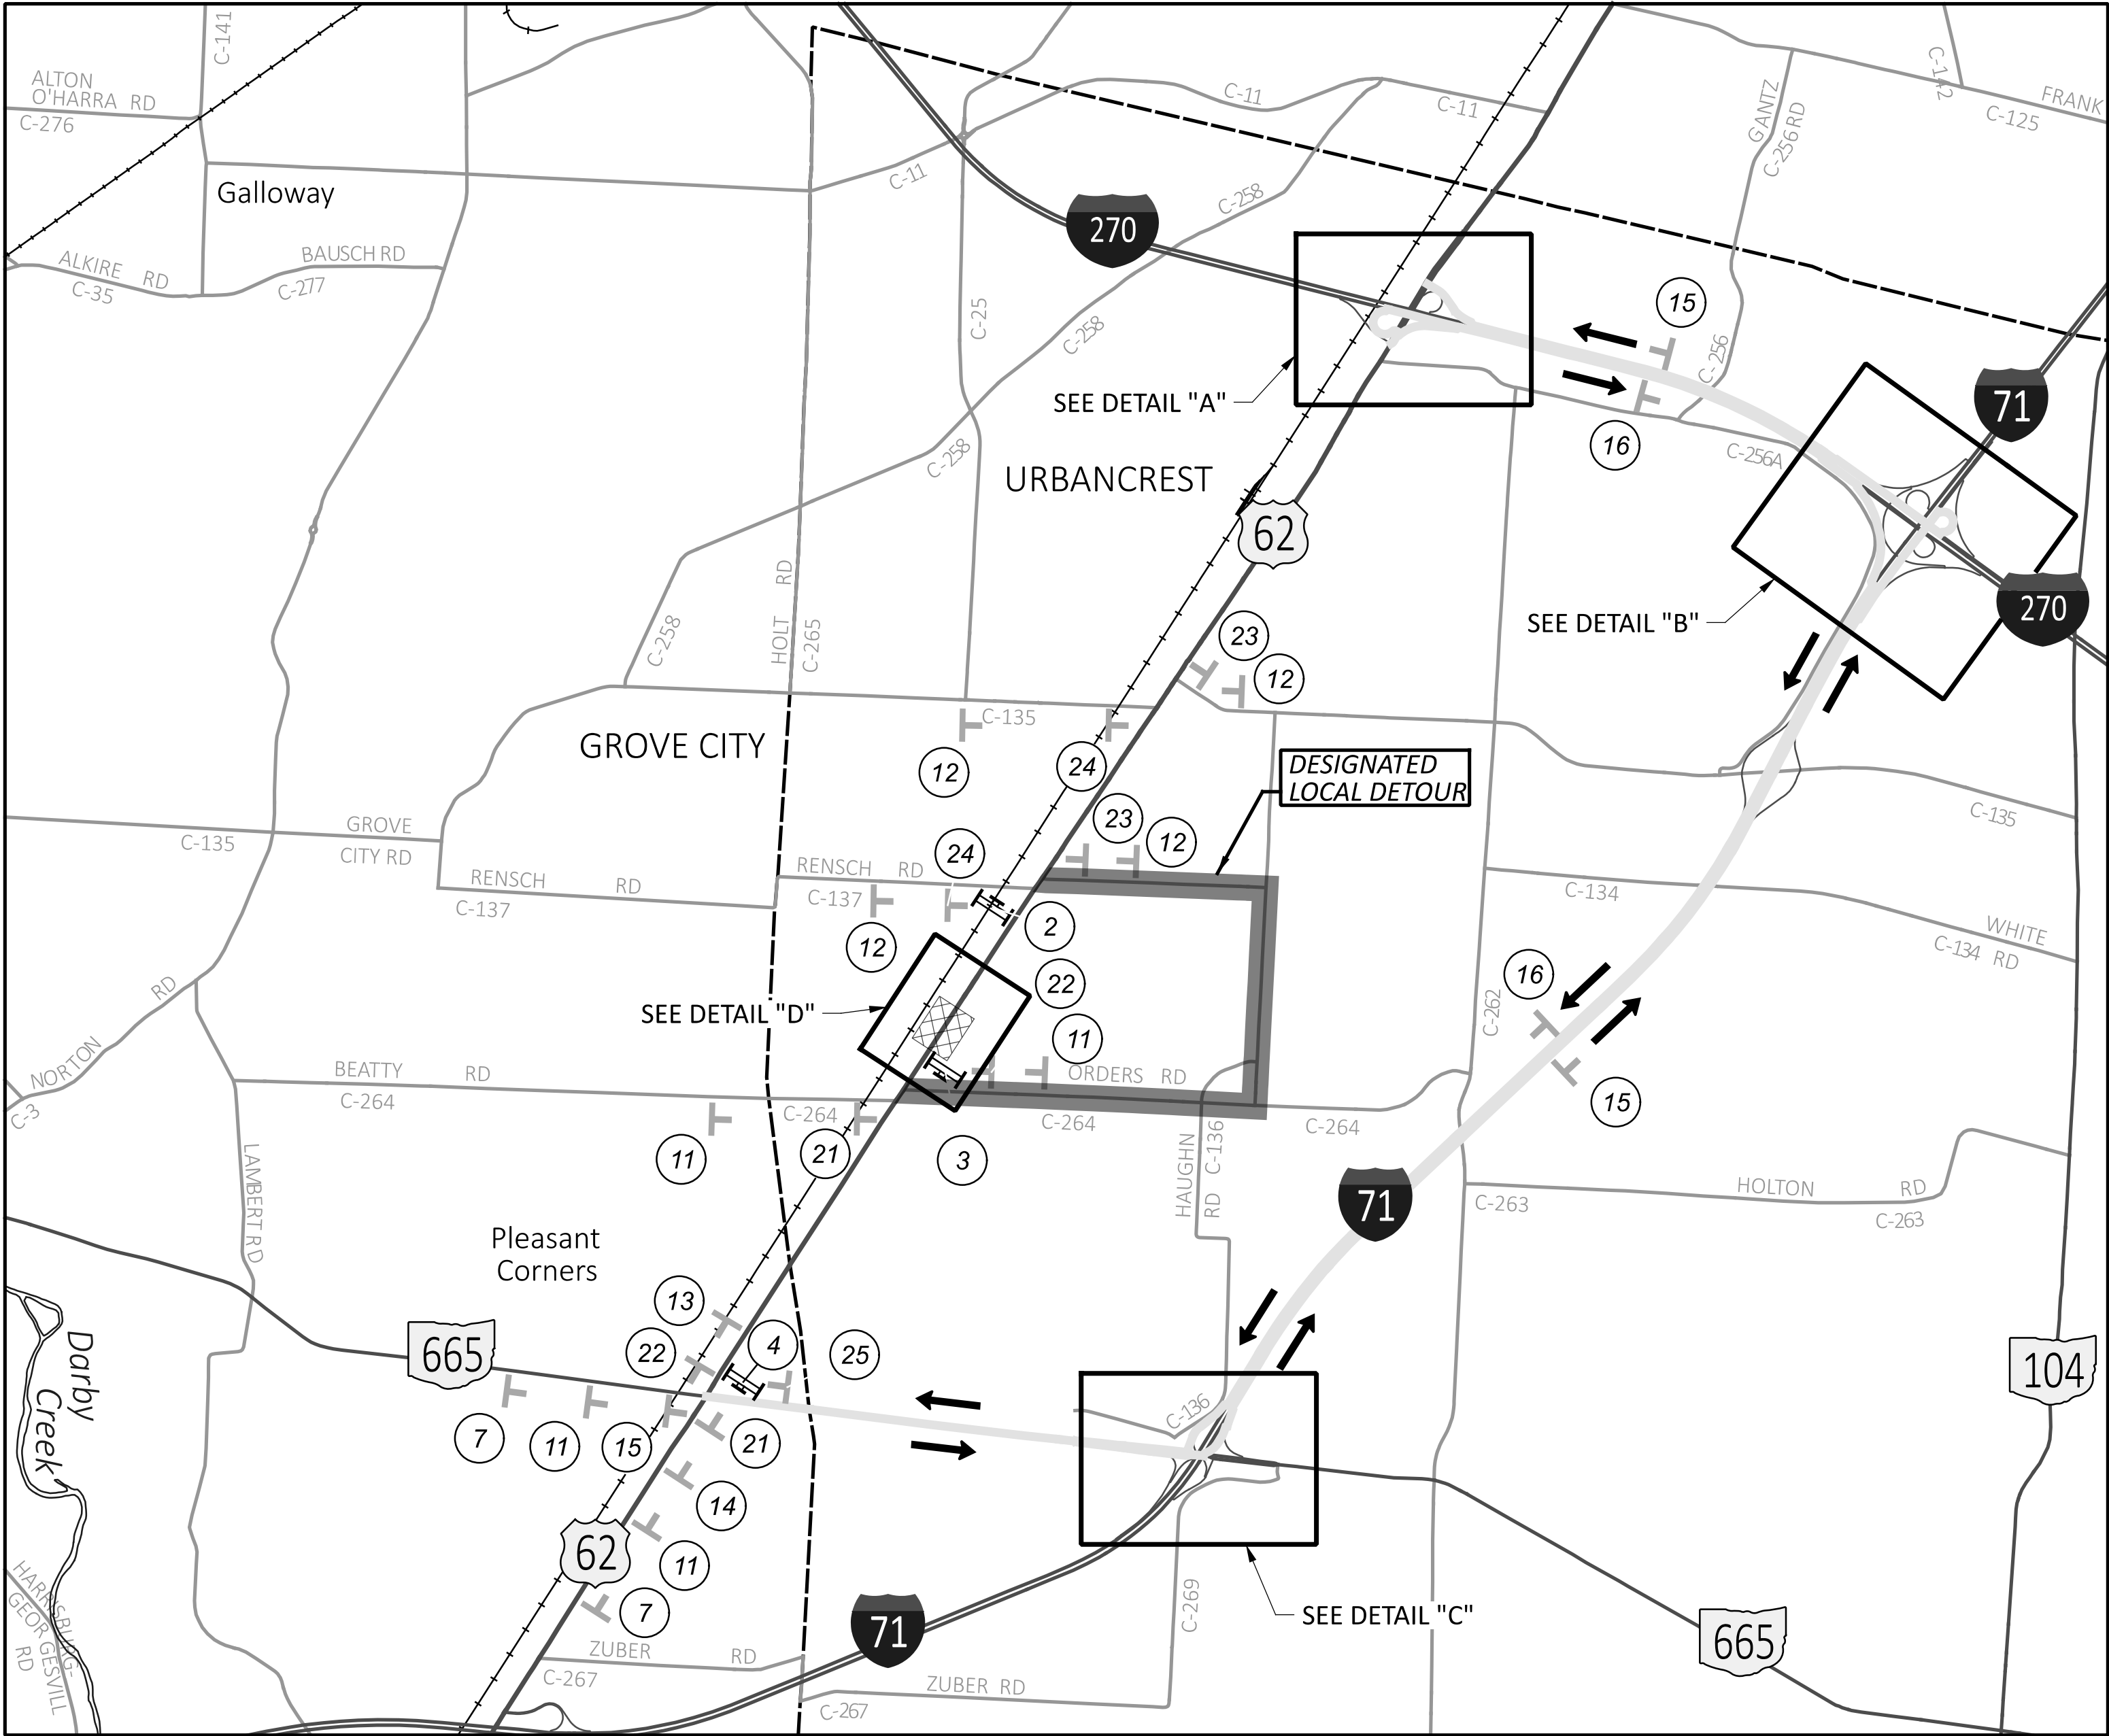 C-141
ALTON
O'HARRA RD
C-276
Galloway
ALKIRE RD
C-35
BAUSCH RD
C-277
C-11
C-11
C-11
C-142
FRANK
C-125
GANTZ
C-256 RD
C-258
C-25
C-258
C-258
C-258
270
SEE DETAIL "A"
15
16
C-256
C-256A
71
270
SEE DETAIL "B"
URBANCREST
62
HOLT RD
C-265
23
12
C-135
GROVE CITY
12
24
DESIGNATED
LOCAL DETOUR
C-135
GROVE
CITY RD
C-135
RENSCH RD
C-137
RENSCH RD
C-137
24
23
12
12
2
22
11
C-134
WHITE
C-134 RD
SEE DETAIL "D"
C-262
16
15
NORTON RD
C-3
BEATTY RD
C-264
C-264
ORDERS RD
C-264
C-264
11
21
3
HAUGHN
RD C-136
LAMBERT RD
71
C-263
HOLTON RD
C-263
Pleasant
Corners
13
22
4
25
665
7
11
15
21
14
11
7
62
C-136
104
Darby
Creek
HARRISBURG-
GEORGESVILL
RD
ZUBER RD
C-267
71
C-269
SEE DETAIL "C"
ZUBER RD
C-267
665